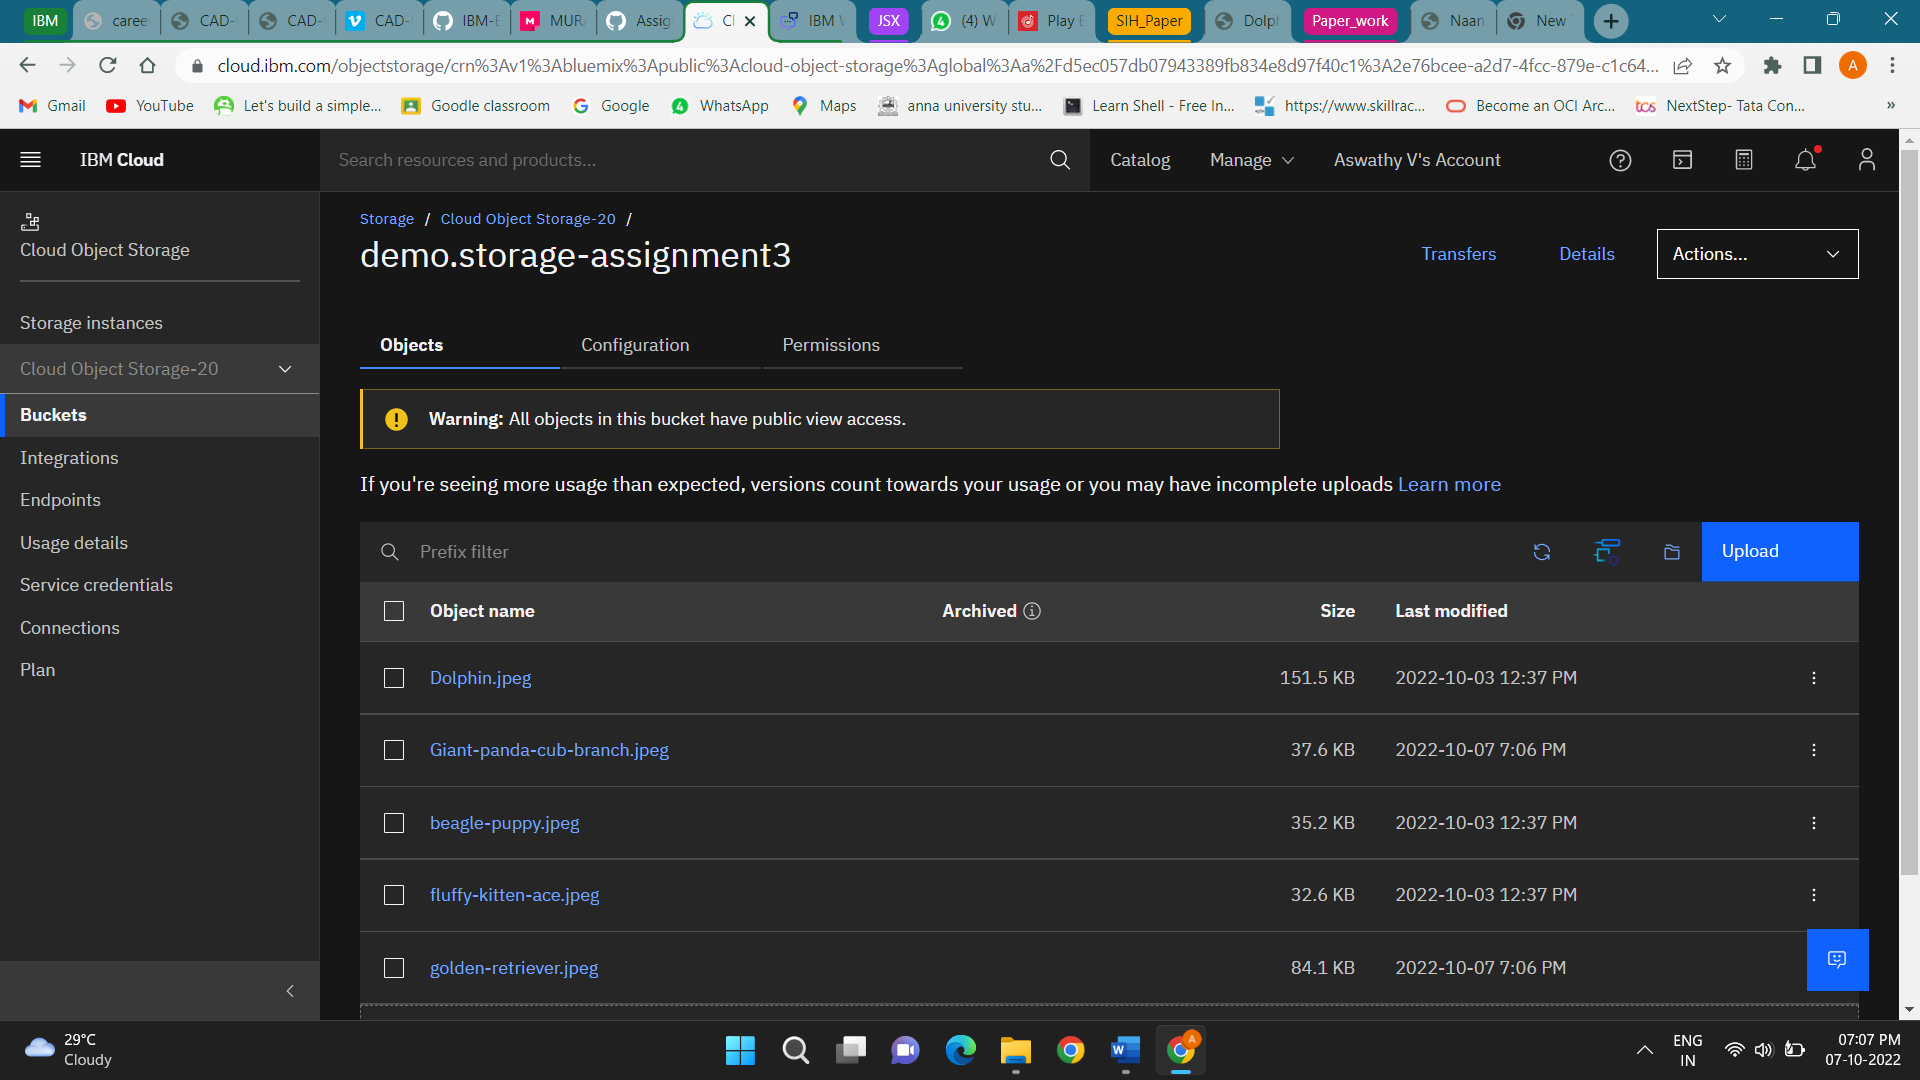 IBM
career
CAD-
CAD-
CAD-
IBM-E
MUR
Assig
Cl
IBM W
JSX
(4) W
Play E
SIH_Paper
Dolph
Paper_work
Naan
New
cloud.ibm.com/objectstorage/crn%3Av1%3Abluemix%3Apublic%3Acloud-object-storage%3Aglobal%3Aa%2Fd5ec057db07943389fb834e8d97f40c1%3A2e76bcee-a2d7-4fcc-879e-c1c64...
A
Gmail
YouTube
Let's build a simple...
Goodle classroom
Google
WhatsApp
Maps
anna university stu...
Learn Shell - Free In...
https://www.skillrac...
Become an OCI Arc...
tcs
NextStep- Tata Con...
»
IBM Cloud
Search resources and products...
Catalog
Manage
Aswathy V's Account
Cloud Object Storage
Storage instances
Cloud Object Storage-20
Buckets
Integrations
Endpoints
Usage details
Service credentials
Connections
Plan
Storage / Cloud Object Storage-20 /
demo.storage-assignment3
Transfers
Details
Actions...
Objects
Configuration
Permissions
Warning: All objects in this bucket have public view access.
If you're seeing more usage than expected, versions count towards your usage or you may have incomplete uploads Learn more
Prefix filter
Upload
Object name Archived Size Last modified
Dolphin.jpeg 151.5 KB 2022-10-03 12:37 PM
Giant-panda-cub-branch.jpeg 37.6 KB 2022-10-07 7:06 PM
beagle-puppy.jpeg 35.2 KB 2022-10-03 12:37 PM
fluffy-kitten-ace.jpeg 32.6 KB 2022-10-03 12:37 PM
golden-retriever.jpeg 84.1 KB 2022-10-07 7:06 PM
29°C
Cloudy
ENG
IN
07:07 PM
07-10-2022